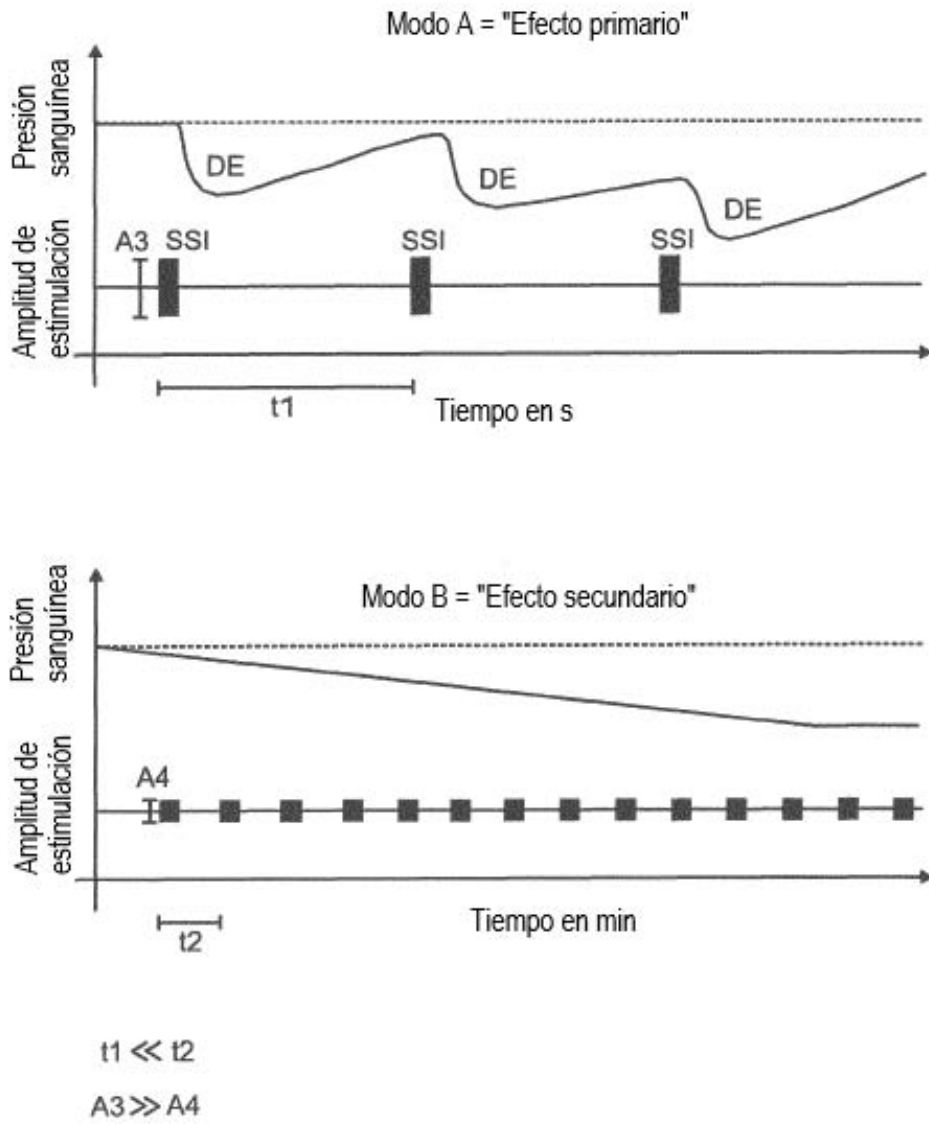 Modo A = "Efecto primario"
Presión
sanguínea
DE
DE
DE
Amplitud de
estimulación
A3
SSI
SSI
SSI
t1
Tiempo en s
Modo B = "Efecto secundario"
Presión
sanguínea
Amplitud de
estimulación
A4
t2
Tiempo en min
t1 << t2
A3 >> A4